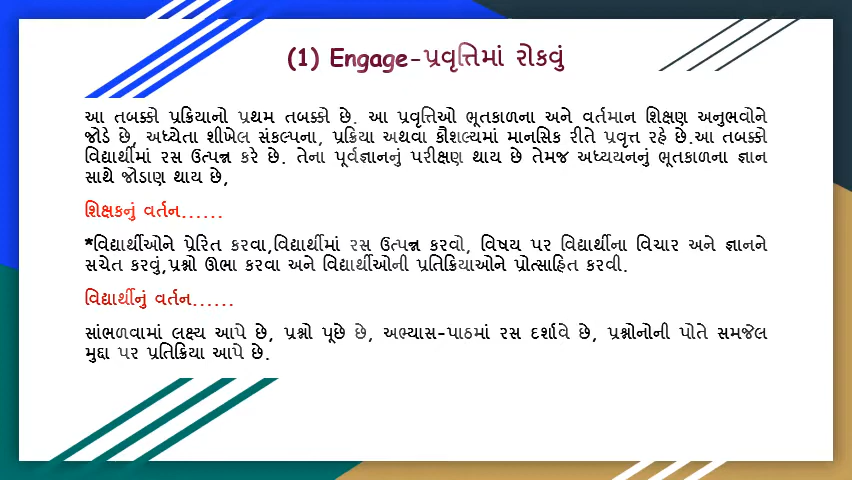 (1) Engage-પ્રવૃત્તિમાં રોકવું
આ તબક્કો પ્રક્રિયાનો પ્રથમ તબક્કો છે. આ પ્રવૃત્તિઓ ભૂતકાળના અને વર્તમાન શિક્ષણ અનુભવોને
જોડે છે, અધ્યેતા શીખેલ સંકલ્પના, પ્રક્રિયા અથવા કૌશલ્યમાં માનસિક રીતે પ્રવૃત્ત રહે છે.આ તબક્કો
વિદ્યાર્થીમાં રસ ઉત્પન્ન કરે છે. તેના પૂર્વજ્ઞાનનું પરીક્ષણ થાય છે તેમજ અધ્યયનનું ભૂતકાળના જ્ઞાન
સાથે જોડાણ થાય છે,
શિક્ષકનું વર્તન......
*વિદ્યાર્થીઓને પ્રેરિત કરવા,વિદ્યાર્થીમાં રસ ઉત્પન્ન કરવો, વિષય પર વિદ્યાર્થીના વિચાર અને જ્ઞાનને
સચેત કરવું,પ્રશ્નો ઊભા કરવા અને વિદ્યાર્થીઓની પ્રતિક્રિયાઓને પ્રોત્સાહિત કરવી.
વિદ્યાર્થીનું વર્તન......
સાંભળવામાં લક્ષ્ય આપે છે, પ્રશ્નો પૂછે છે, અભ્યાસ-પાઠમાં રસ દર્શાવે છે, પ્રશ્નોનોની પોતે સમજેલ
મુદ્દા પર પ્રતિક્રિયા આપે છે.